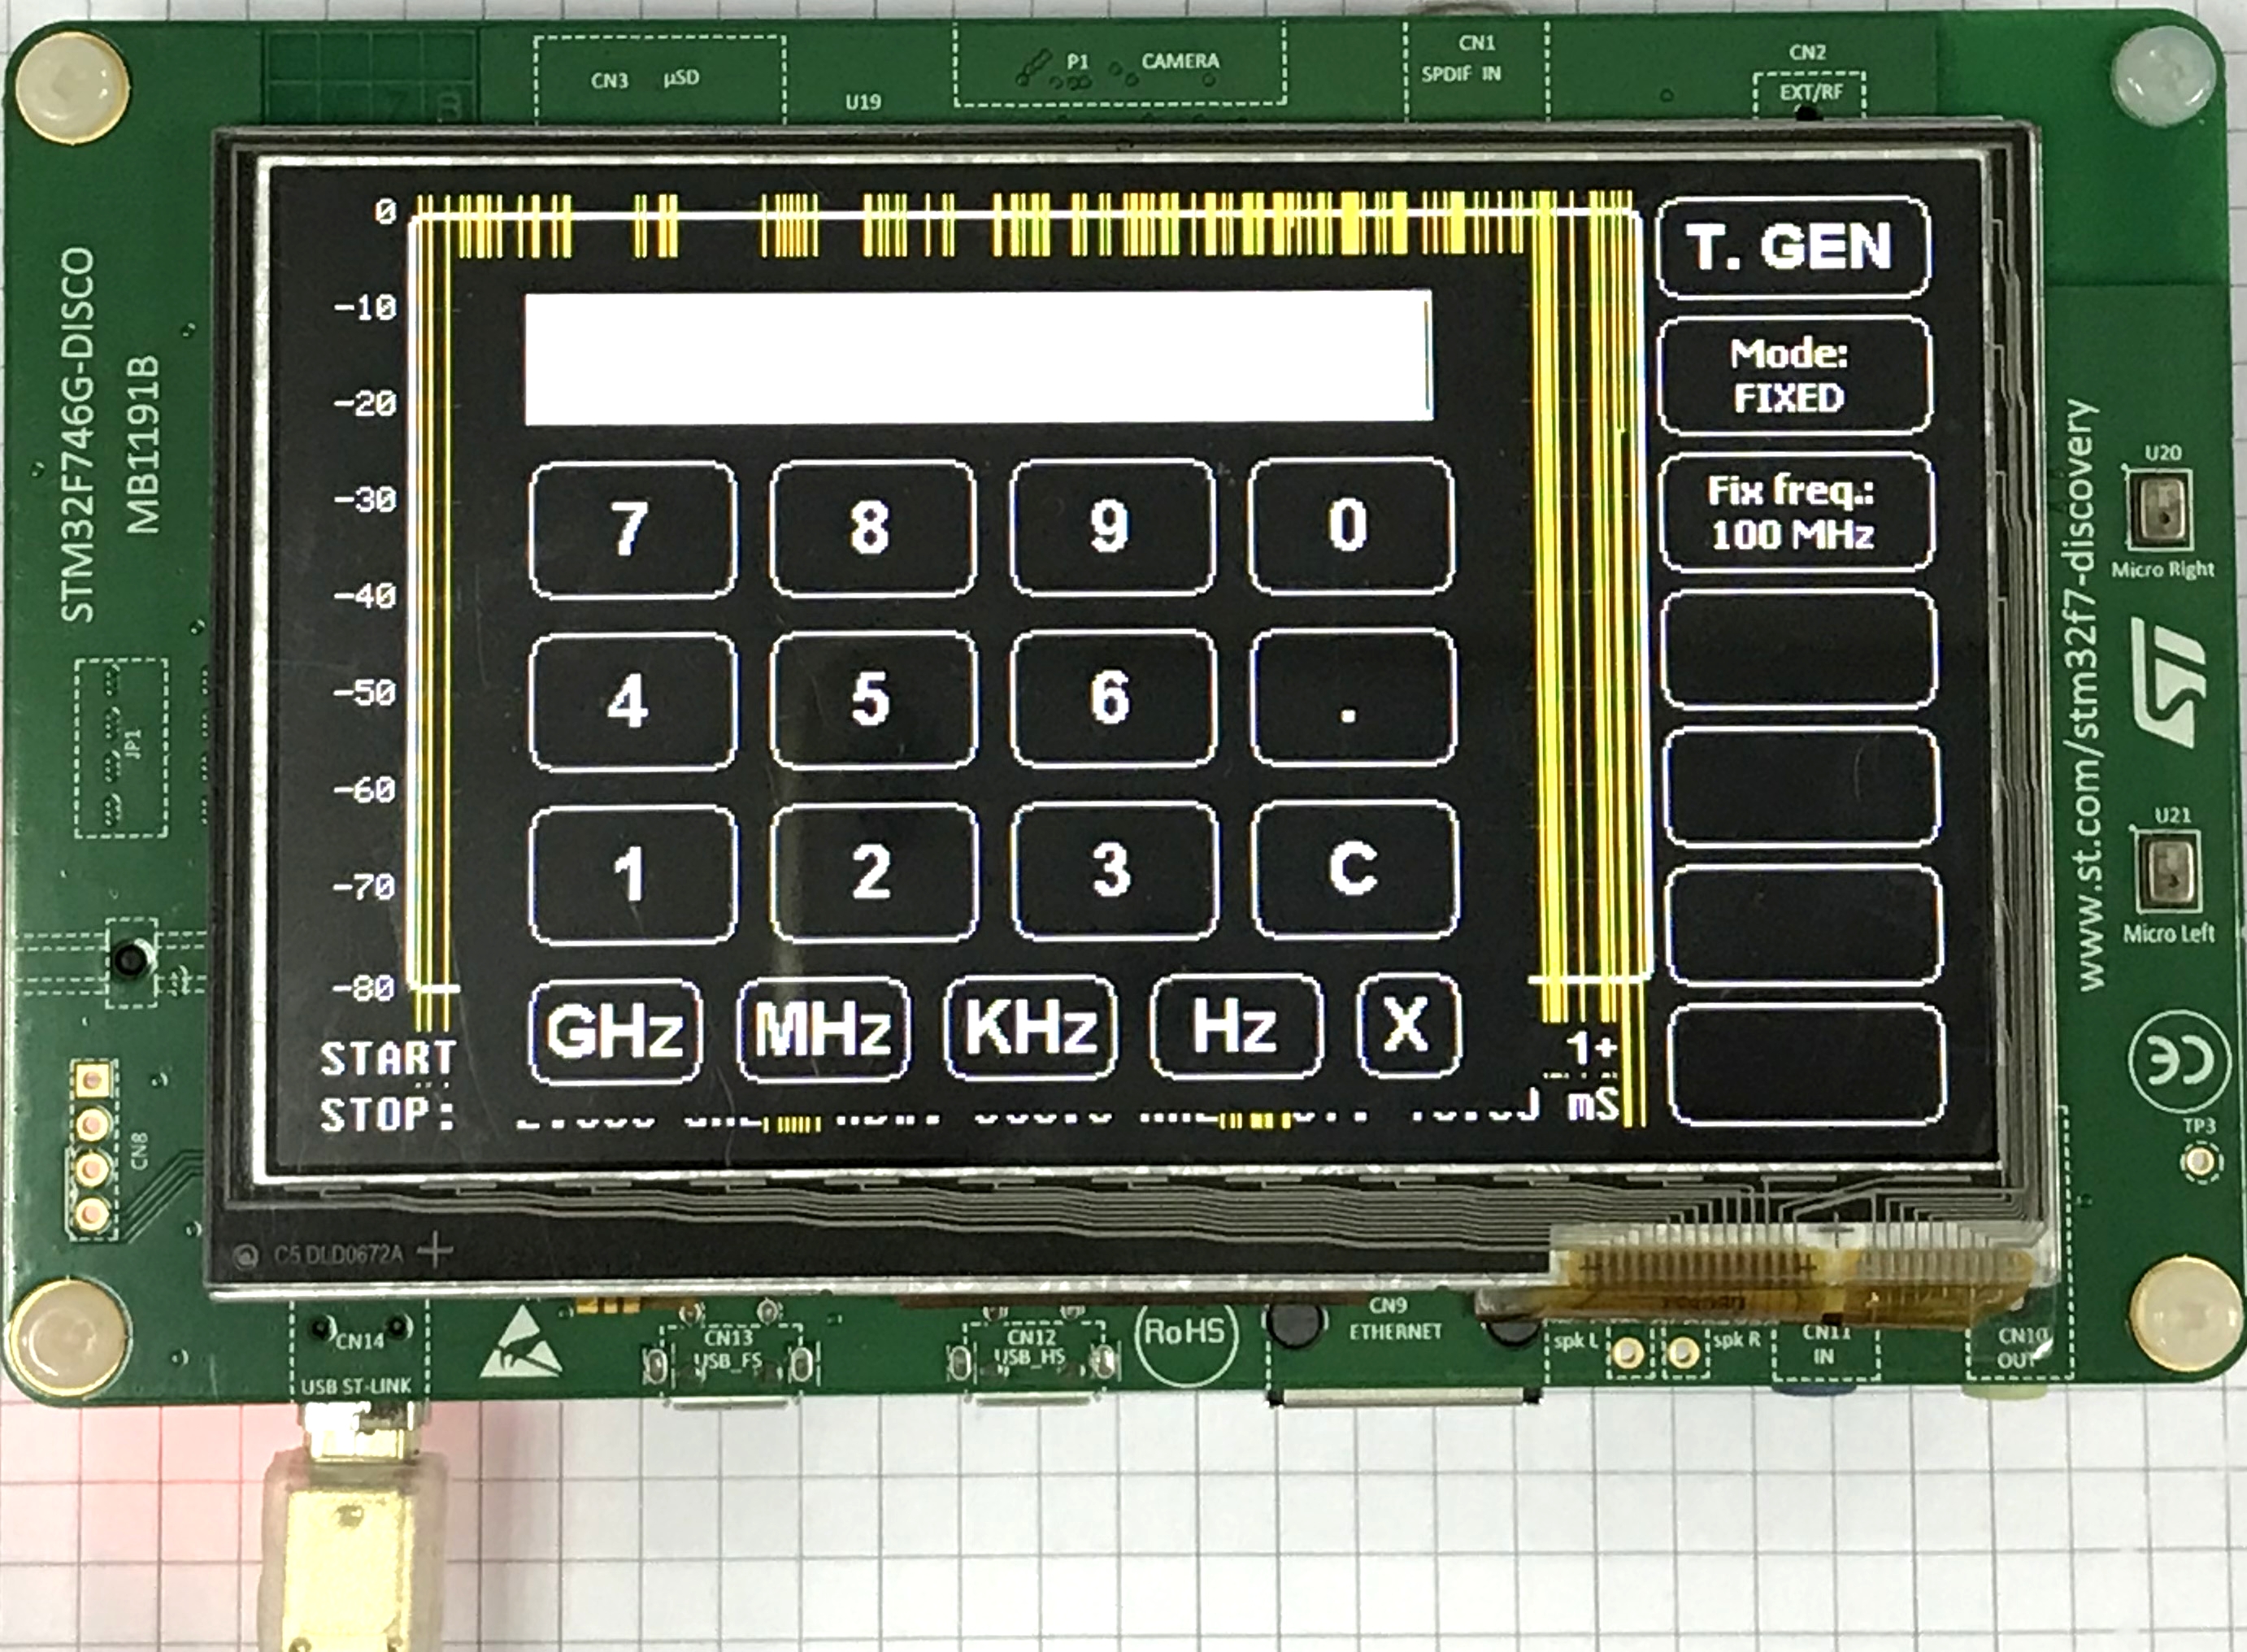 CN3 µSD
U19
P1 CAMERA
CN1
SPDIF IN
CN2
EXT/RF
STM32F746G-DISCO
MB1191B
JP1
CN8
0
-10
-20
-30
-40
-50
-60
-70
-80
7 8 9 0
4 5 6 .
1 2 3 C
GHz MHz KHz Hz X
START
STOP:
1+
mS
T. GEN
Mode:
FIXED
Fix freq.:
100 MHz
www.st.com/stm32f7-discovery
U20
Micro Right
ST
U21
Micro Left
CE
TP3
C5 DLD0672A
CN14
USB ST-LINK
CN13
USB_FS
CN12
USB_HS
RoHS
CN9
ETHERNET
spk L
spk R
CN11
IN
CN10
OUT